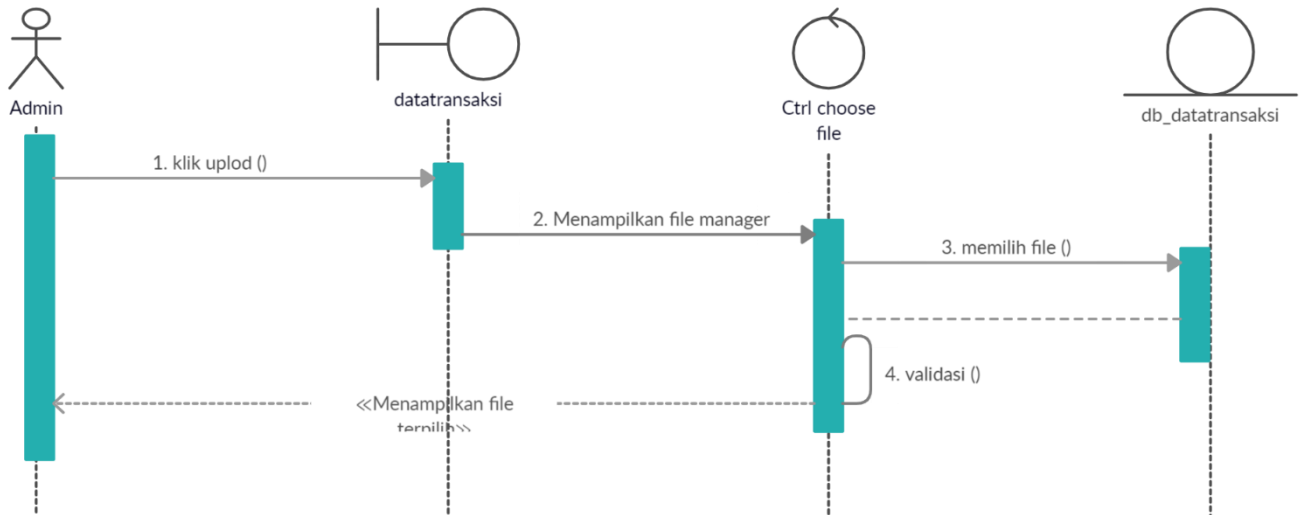 Admin
datatransaksi
Ctrl choose
file
db_datatransaksi
1. klik uplod ()
2. Menampilkan file manager
3. memilih file ()
4. validasi ()
≪Menampilkan file
terpilih≫